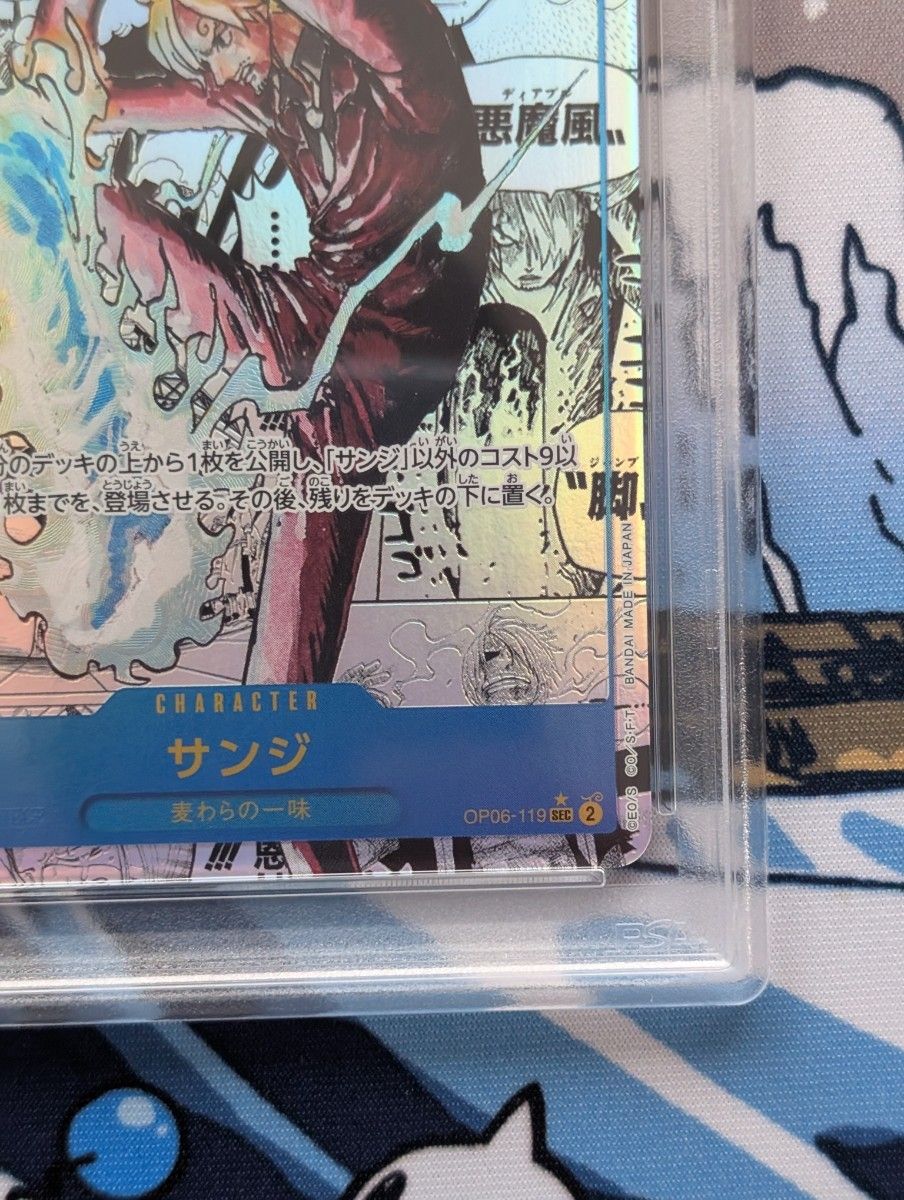 ディアブル
悪魔風
……
のデッキの上から1枚を公開し、「サンジ」以外のコスト9以
枚までを、登場させる。その後、残りをデッキの下に置く。
ジャンブ
“脚
CHARACTER
サンジ
麦わらの一味
OP06-119 SEC 2
©EO/S ©O/S,F,T BANDAI MADE IN JAPAN
!!!
PSA